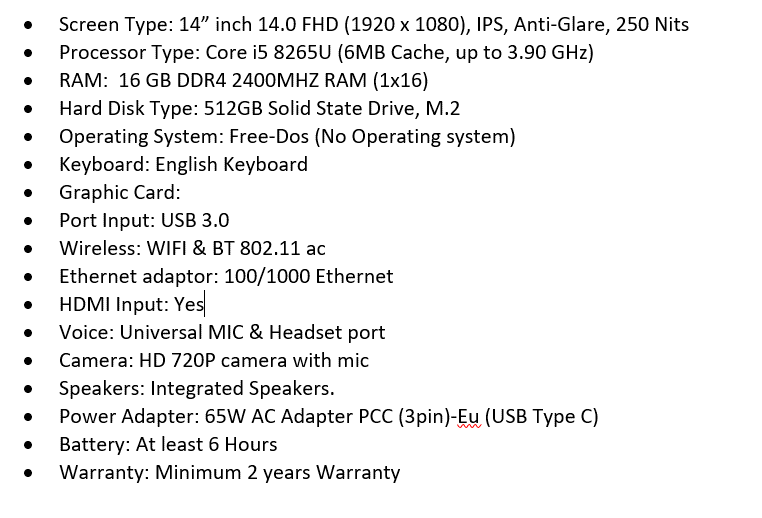 • Screen Type: 14” inch 14.0 FHD (1920 x 1080), IPS, Anti-Glare, 250 Nits
• Processor Type: Core i5 8265U (6MB Cache, up to 3.90 GHz)
• RAM:  16 GB DDR4 2400MHZ RAM (1x16)
• Hard Disk Type: 512GB Solid State Drive, M.2
• Operating System: Free-Dos (No Operating system)
• Keyboard: English Keyboard
• Graphic Card:
• Port Input: USB 3.0
• Wireless: WIFI & BT 802.11 ac
• Ethernet adaptor: 100/1000 Ethernet
• HDMI Input: Yes
• Voice: Universal MIC & Headset port
• Camera: HD 720P camera with mic
• Speakers: Integrated Speakers.
• Power Adapter: 65W AC Adapter PCC (3pin)-Eu (USB Type C)
• Battery: At least 6 Hours
• Warranty: Minimum 2 years Warranty